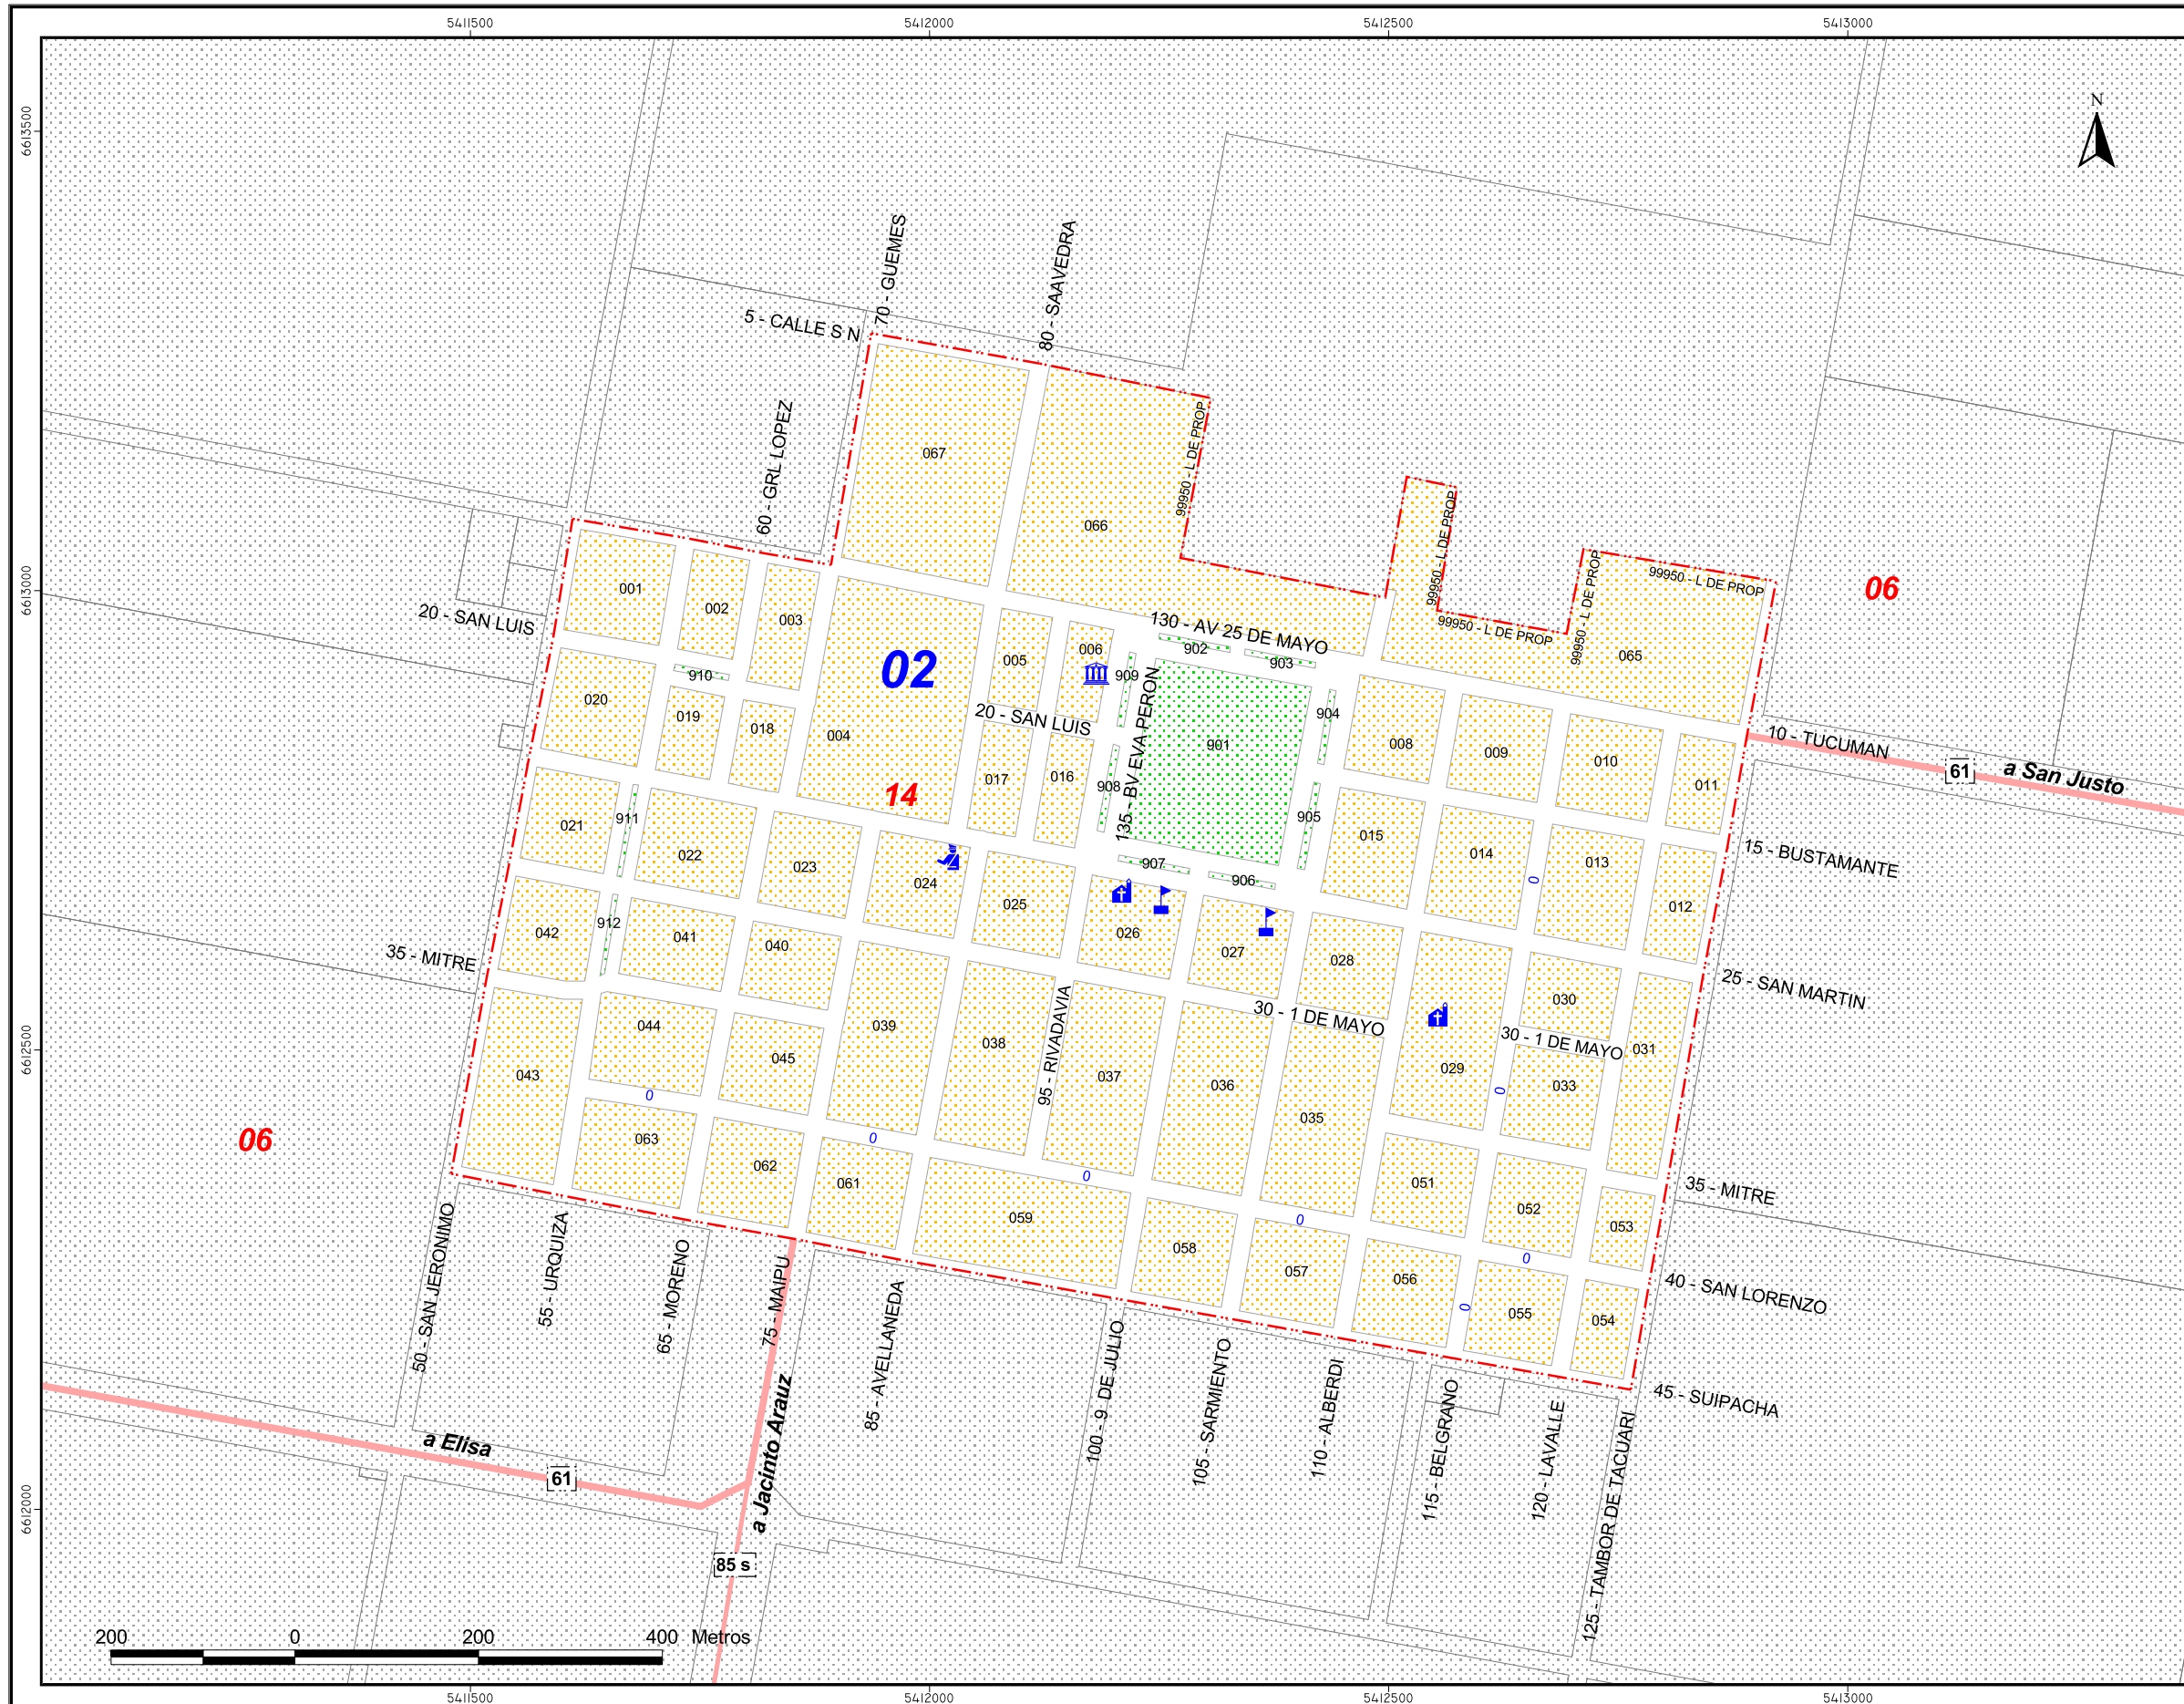 5411500
5412000
5412500
5413000
6613500
6613000
6612500
6612000
N
70 - GUEMES
80 - SAAVEDRA
5 - CALLE S N
60 - GRL LOPEZ
99950 - L DE PROP
067
066
99950 - L DE PROP
99950 - L DE PROP
99950 - L DE PROP
99950 - L DE PROP
06
001
002
003
20 - SAN LUIS
130 - AV 25 DE MAYO
065
02
005
006
902
903
910
909
020
019
018
004
20 - SAN LUIS
135 - BV EVA PERON
901
904
008
009
010
011
10 - TUCUMAN
61
a San Justo
017
016
908
14
905
021
911
022
023
024
025
907
906
015
014
013
0
15 - BUSTAMANTE
042
912
041
040
026
027
028
012
35 - MITRE
25 - SAN MARTIN
030
044
045
039
038
95 - RIVADAVIA
30 - 1 DE MAYO
30 - 1 DE MAYO
031
043
037
036
035
029
033
0
0
06
063
062
061
0
0
059
058
057
056
0
051
052
053
35 - MITRE
0
0
055
054
40 - SAN LORENZO
45 - SUIPACHA
50 - SAN JERONIMO
55 - URQUIZA
65 - MORENO
75 - MAIPU
85 - AVELLANEDA
100 - 9 DE JULIO
105 - SARMIENTO
110 - ALBERDI
115 - BELGRANO
120 - LAVALLE
125 - TAMBOR DE TACUARI
a Elisa
61
a Jacinto Arauz
85 s
200
0
200
400
Metros
5411500
5412000
5412500
5413000